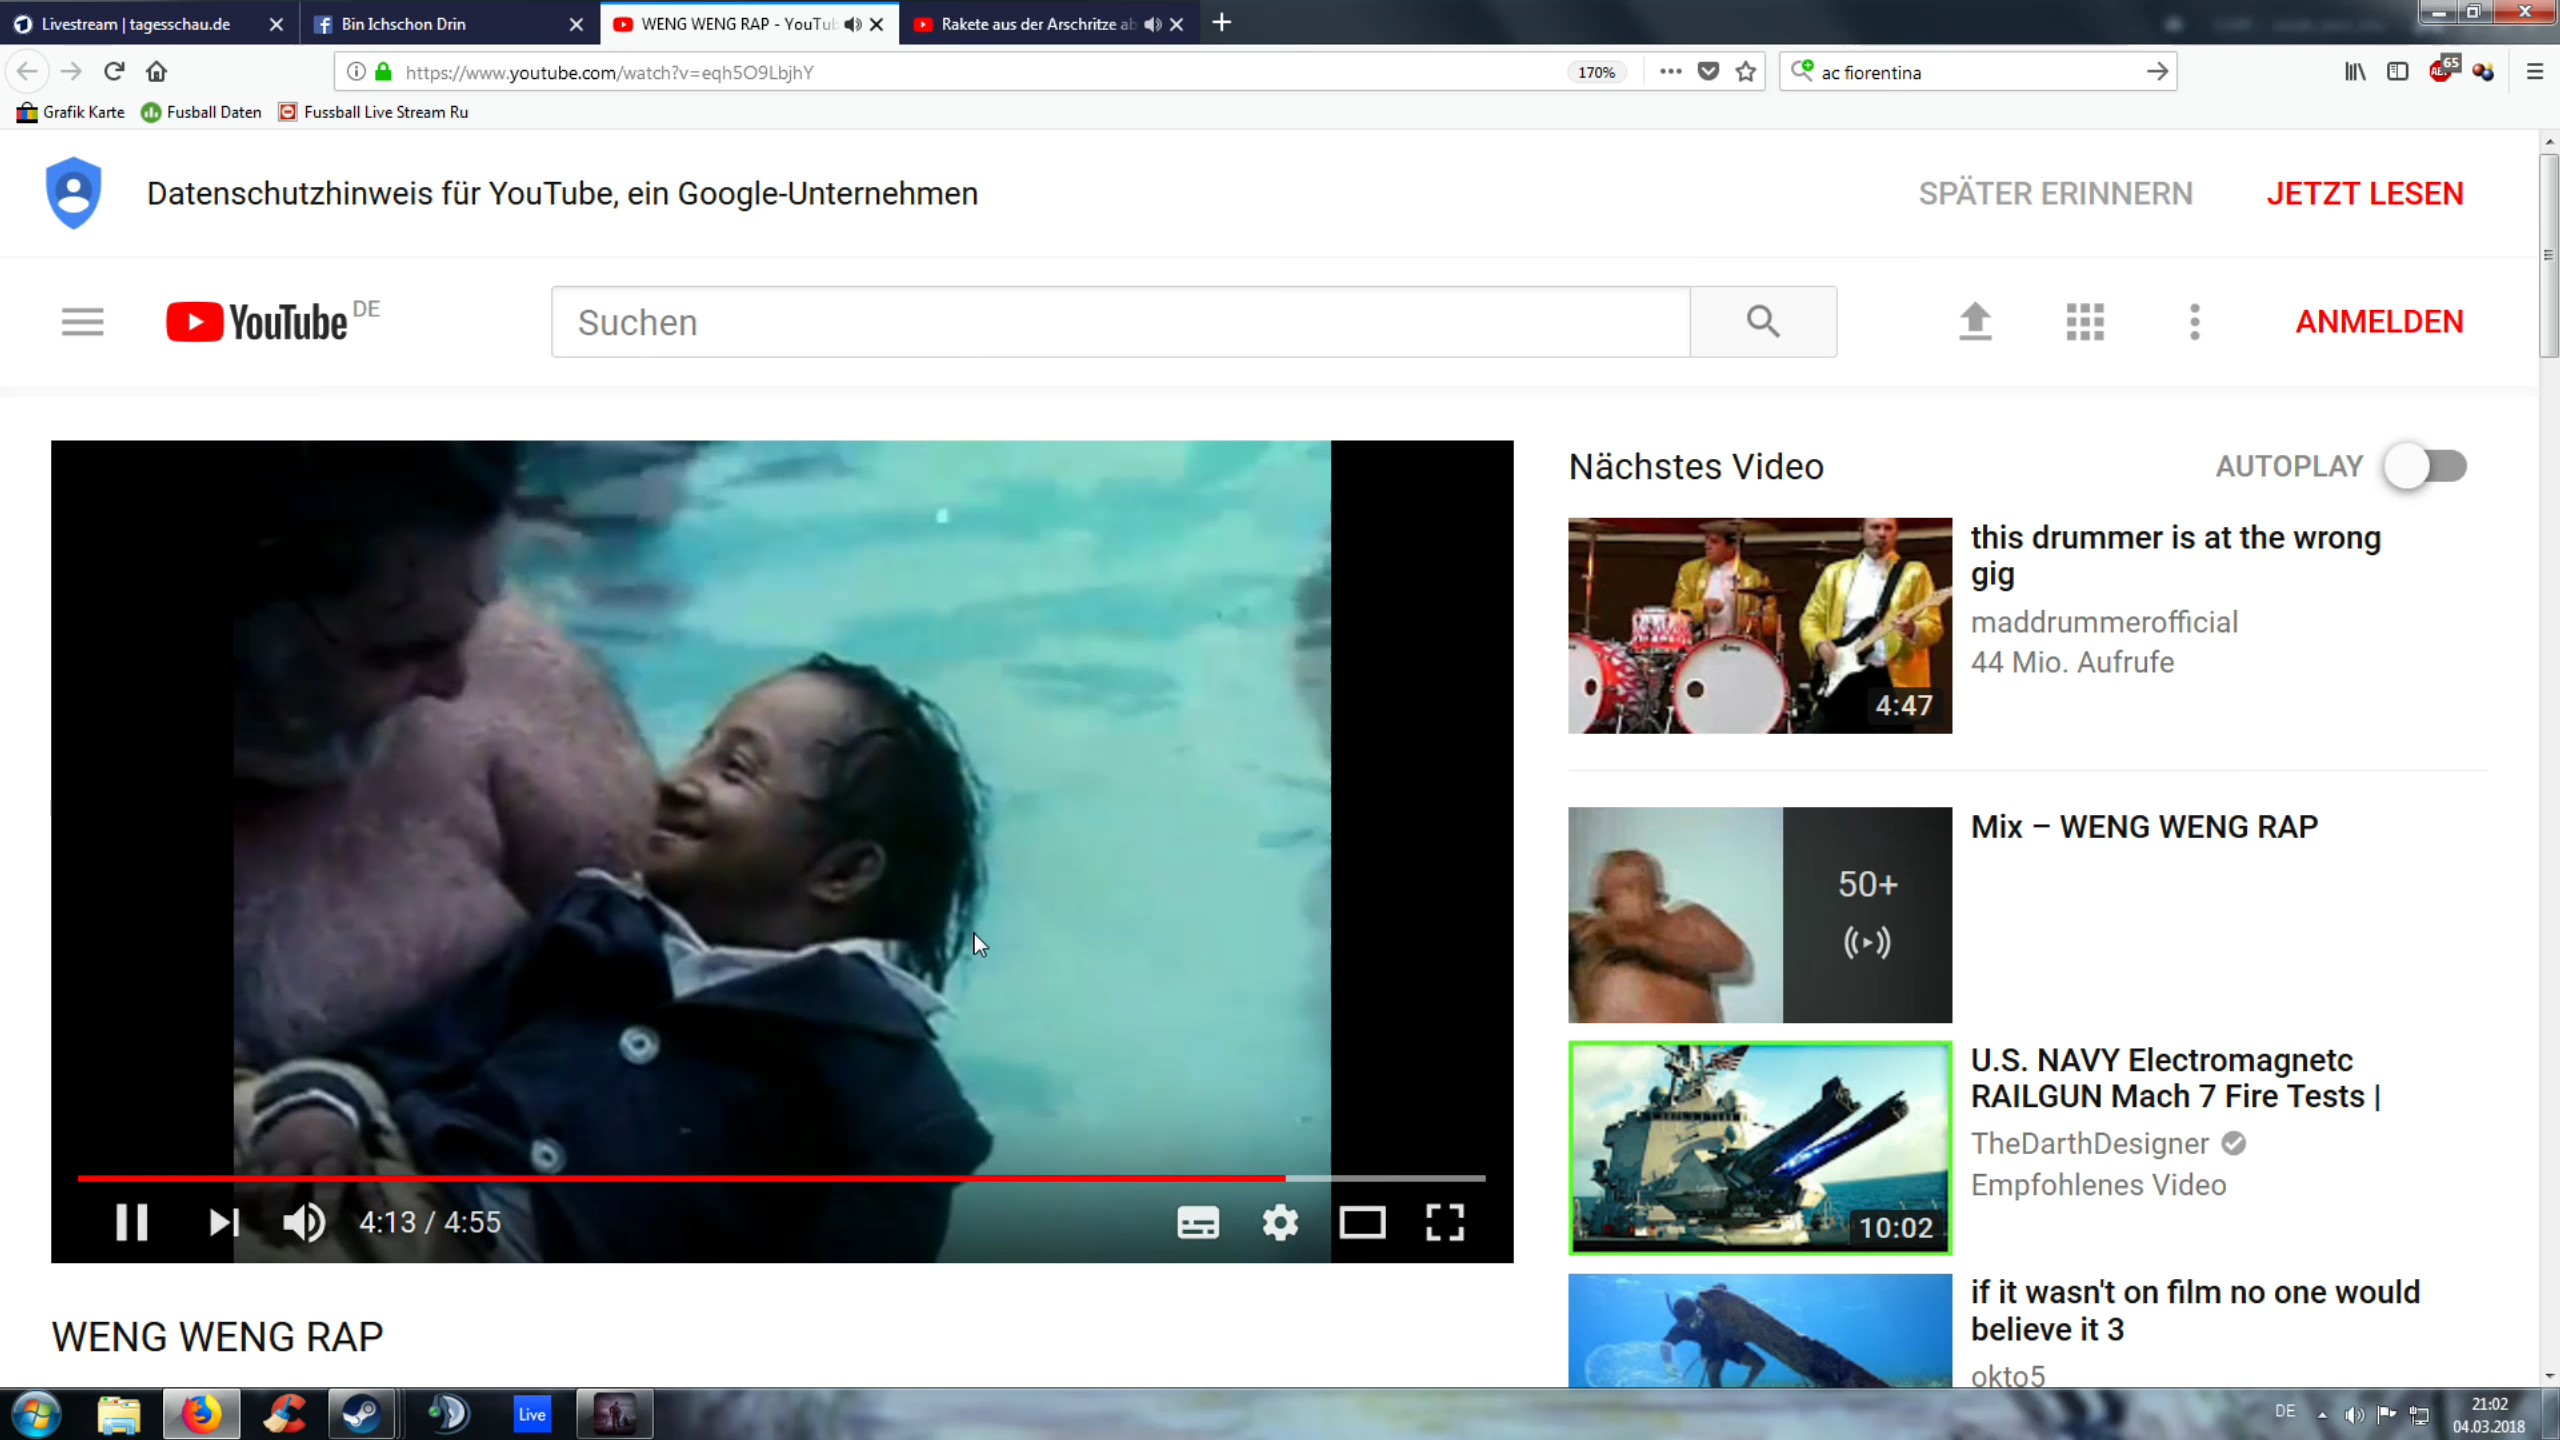 Livestream | tagesschau.de
Bin Ichschon Drin
WENG WENG RAP - YouTub
Rakete aus der Arschritze ab
https://www.youtube.com/watch?v=eqh5O9LbjhY
170%
ac fiorentina
65
Grafik Karte
Fusball Daten
Fussball Live Stream Ru
Datenschutzhinweis für YouTube, ein Google-Unternehmen
SPÄTER ERINNERN
JETZT LESEN
YouTube DE
Suchen
ANMELDEN
Nächstes Video
AUTOPLAY
this drummer is at the wrong
gig
maddrummerofficial
44 Mio. Aufrufe
4:47
Mix – WENG WENG RAP
50+
U.S. NAVY Electromagnetc
RAILGUN Mach 7 Fire Tests |
TheDarthDesigner
Empfohlenes Video
10:02
if it wasn't on film no one would
believe it 3
okto5
4:13 / 4:55
WENG WENG RAP
Live
DE
21:02
04.03.2018